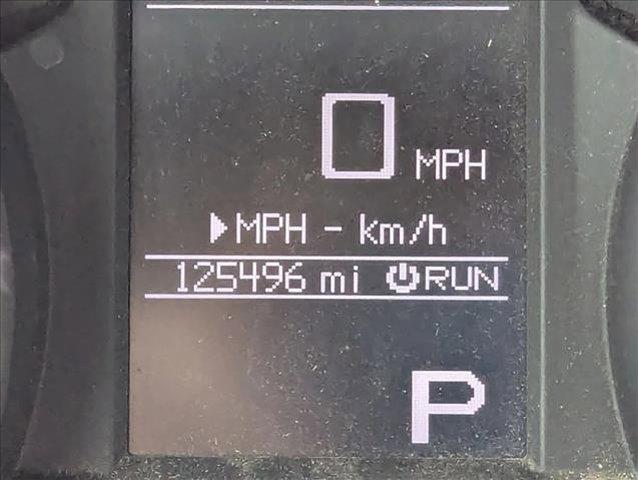 0 MPH
▶MPH - km/h
125496 mi RUN
P